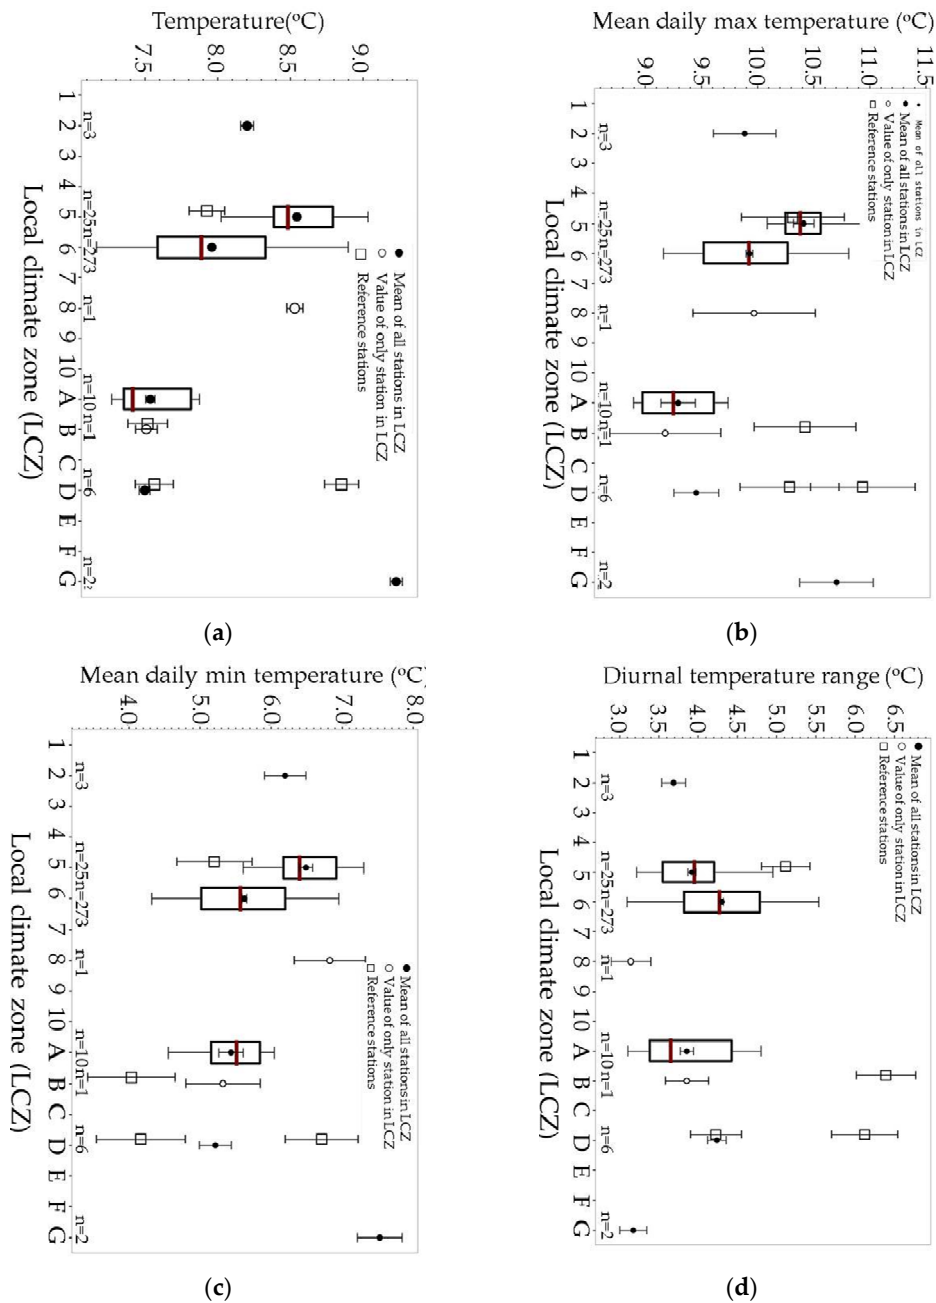 Temperature(ºC)
7.5
8.0
8.5
9.0
Mean of all stations in LCZ
Value of only station in LCZ
Reference stations
n=3
n=25
n=273
n=1
n=10
n=1
n=6
1
2
3
4
5
6
7
8
9
10
A
B
C
D
E
F
G
Local climate zone (LCZ)
(a)
Mean daily max temperature (ºC)
9.0
9.5
10.0
10.5
11.0
11.5
Mean of all stations in LCZ
Mean of all stations in LCZ
Value of only station in LCZ
Reference stations
n=3
n=25
n=273
n=1
n=10
n=1
n=6
n=2
1
2
3
4
5
6
7
8
9
10
A
B
C
D
E
F
G
Local climate zone (LCZ)
(b)
Mean daily min temperature (ºC)
4.0
5.0
6.0
7.0
8.0
Mean of all stations in LCZ
Value of only station in LCZ
Reference stations
n=3
n=25
n=273
n=1
n=10
n=1
n=6
n=2
1
2
3
4
5
6
7
8
9
10
A
B
C
D
E
F
G
Local climate zone (LCZ)
(c)
Diurnal temperature range (ºC)
3.0
3.5
4.0
4.5
5.0
5.5
6.0
6.5
Mean of all stations in LCZ
Value of only station in LCZ
Reference stations
n=3
n=25
n=273
n=1
n=10
n=1
n=6
n=2
1
2
3
4
5
6
7
8
9
10
A
B
C
D
E
F
G
Local climate zone (LCZ)
(d)